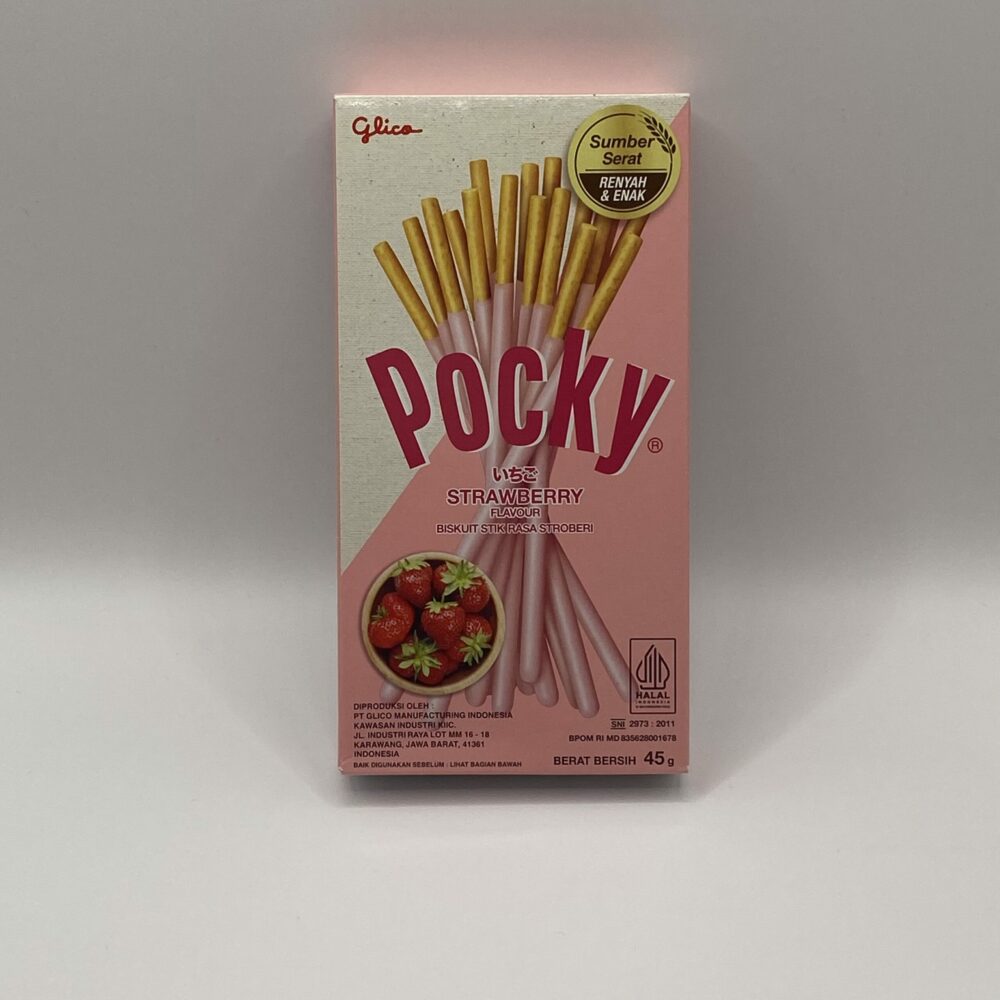 Glico
Sumber
Serat
RENYAH
& ENAK
Pocky®
いちご
STRAWBERRY
FLAVOUR
BISKUIT STIK RASA STROBERI
HALAL
INDONESIA
DIPRODUKSI OLEH :
PT GLICO MANUFACTURING INDONESIA
KAWASAN INDUSTRI KIIC.
JL. INDUSTRI RAYA LOT MM 16 - 18
KARAWANG, JAWA BARAT, 41361
INDONESIA
BAIK DIGUNAKAN SEBELUM : LIHAT BAGIAN BAWAH
SNI 2973 : 2011
BPOM RI MD 835628001678
BERAT BERSIH 45 g